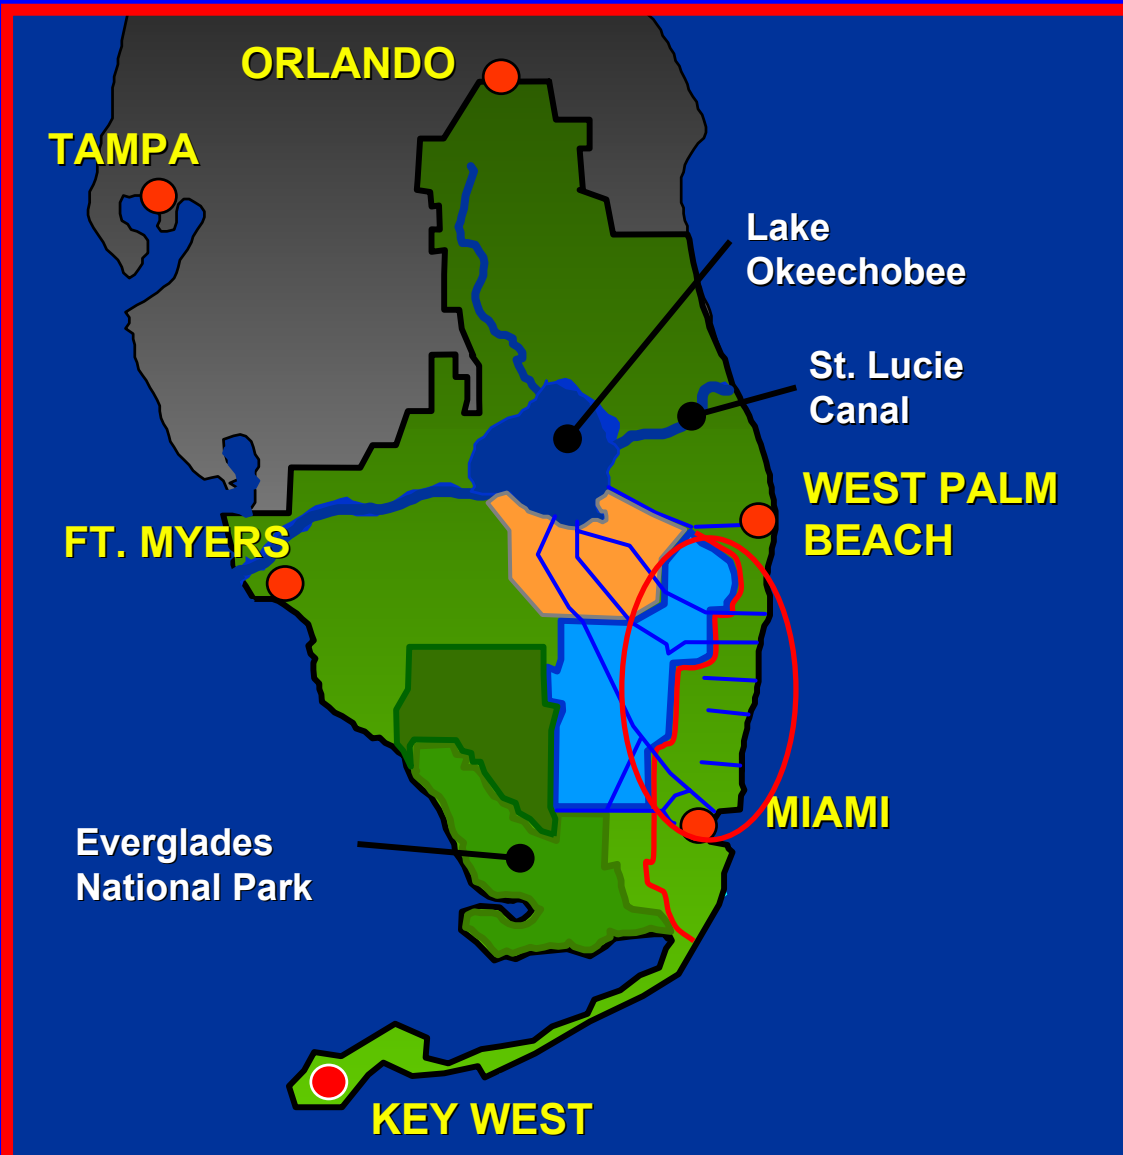 ORLANDO
TAMPA
Lake
Okeechobee
St. Lucie
Canal
WEST PALM
BEACH
FT. MYERS
MIAMI
Everglades
National Park
KEY WEST